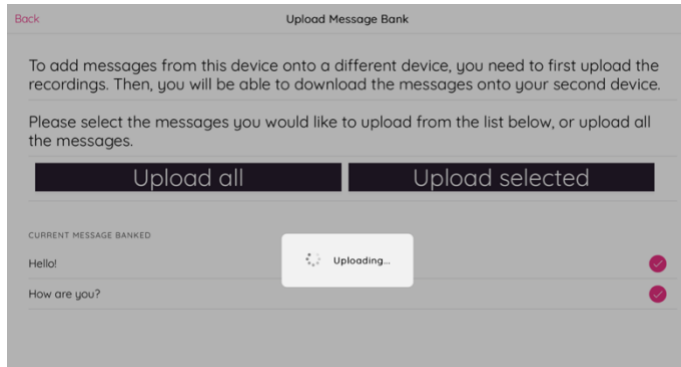 Back
Upload Message Bank
To add messages from this device onto a different device, you need to first upload the
recordings. Then, you will be able to download the messages onto your second device.
Please select the messages you would like to upload from the list below, or upload all
the messages.
Upload all
Upload selected
CURRENT MESSAGE BANKED
Uploading...
Hello!
How are you?